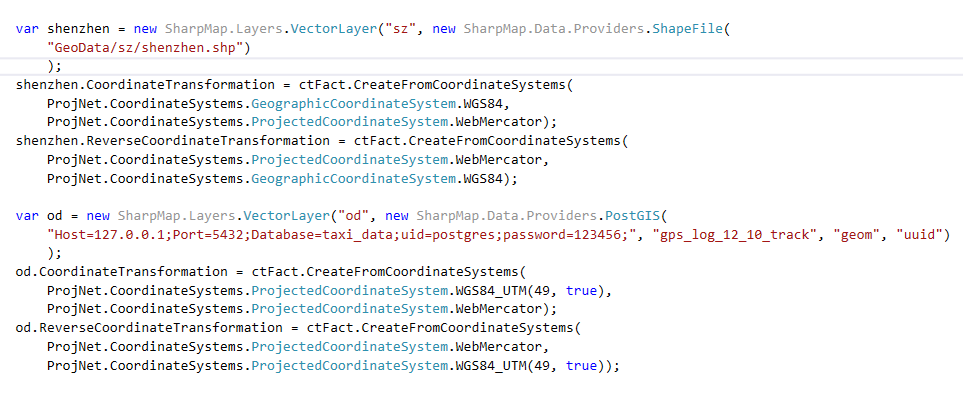 var shenzhen = new SharpMap.Layers.VectorLayer("sz", new SharpMap.Data.Providers.ShapeFile(
    "GeoData/sz/shenzhen.shp")
    );
shenzhen.CoordinateTransformation = ctFact.CreateFromCoordinateSystems(
    ProjNet.CoordinateSystems.GeographicCoordinateSystem.WGS84,
    ProjNet.CoordinateSystems.ProjectedCoordinateSystem.WebMercator);
shenzhen.ReverseCoordinateTransformation = ctFact.CreateFromCoordinateSystems(
    ProjNet.CoordinateSystems.ProjectedCoordinateSystem.WebMercator,
    ProjNet.CoordinateSystems.GeographicCoordinateSystem.WGS84);

var od = new SharpMap.Layers.VectorLayer("od", new SharpMap.Data.Providers.PostGIS(
    "Host=127.0.0.1;Port=5432;Database=taxi_data;uid=postgres;password=123456;", "gps_log_12_10_track", "geom", "uuid")
    );
od.CoordinateTransformation = ctFact.CreateFromCoordinateSystems(
    ProjNet.CoordinateSystems.ProjectedCoordinateSystem.WGS84_UTM(49, true),
    ProjNet.CoordinateSystems.ProjectedCoordinateSystem.WebMercator);
od.ReverseCoordinateTransformation = ctFact.CreateFromCoordinateSystems(
    ProjNet.CoordinateSystems.ProjectedCoordinateSystem.WebMercator,
    ProjNet.CoordinateSystems.ProjectedCoordinateSystem.WGS84_UTM(49, true));